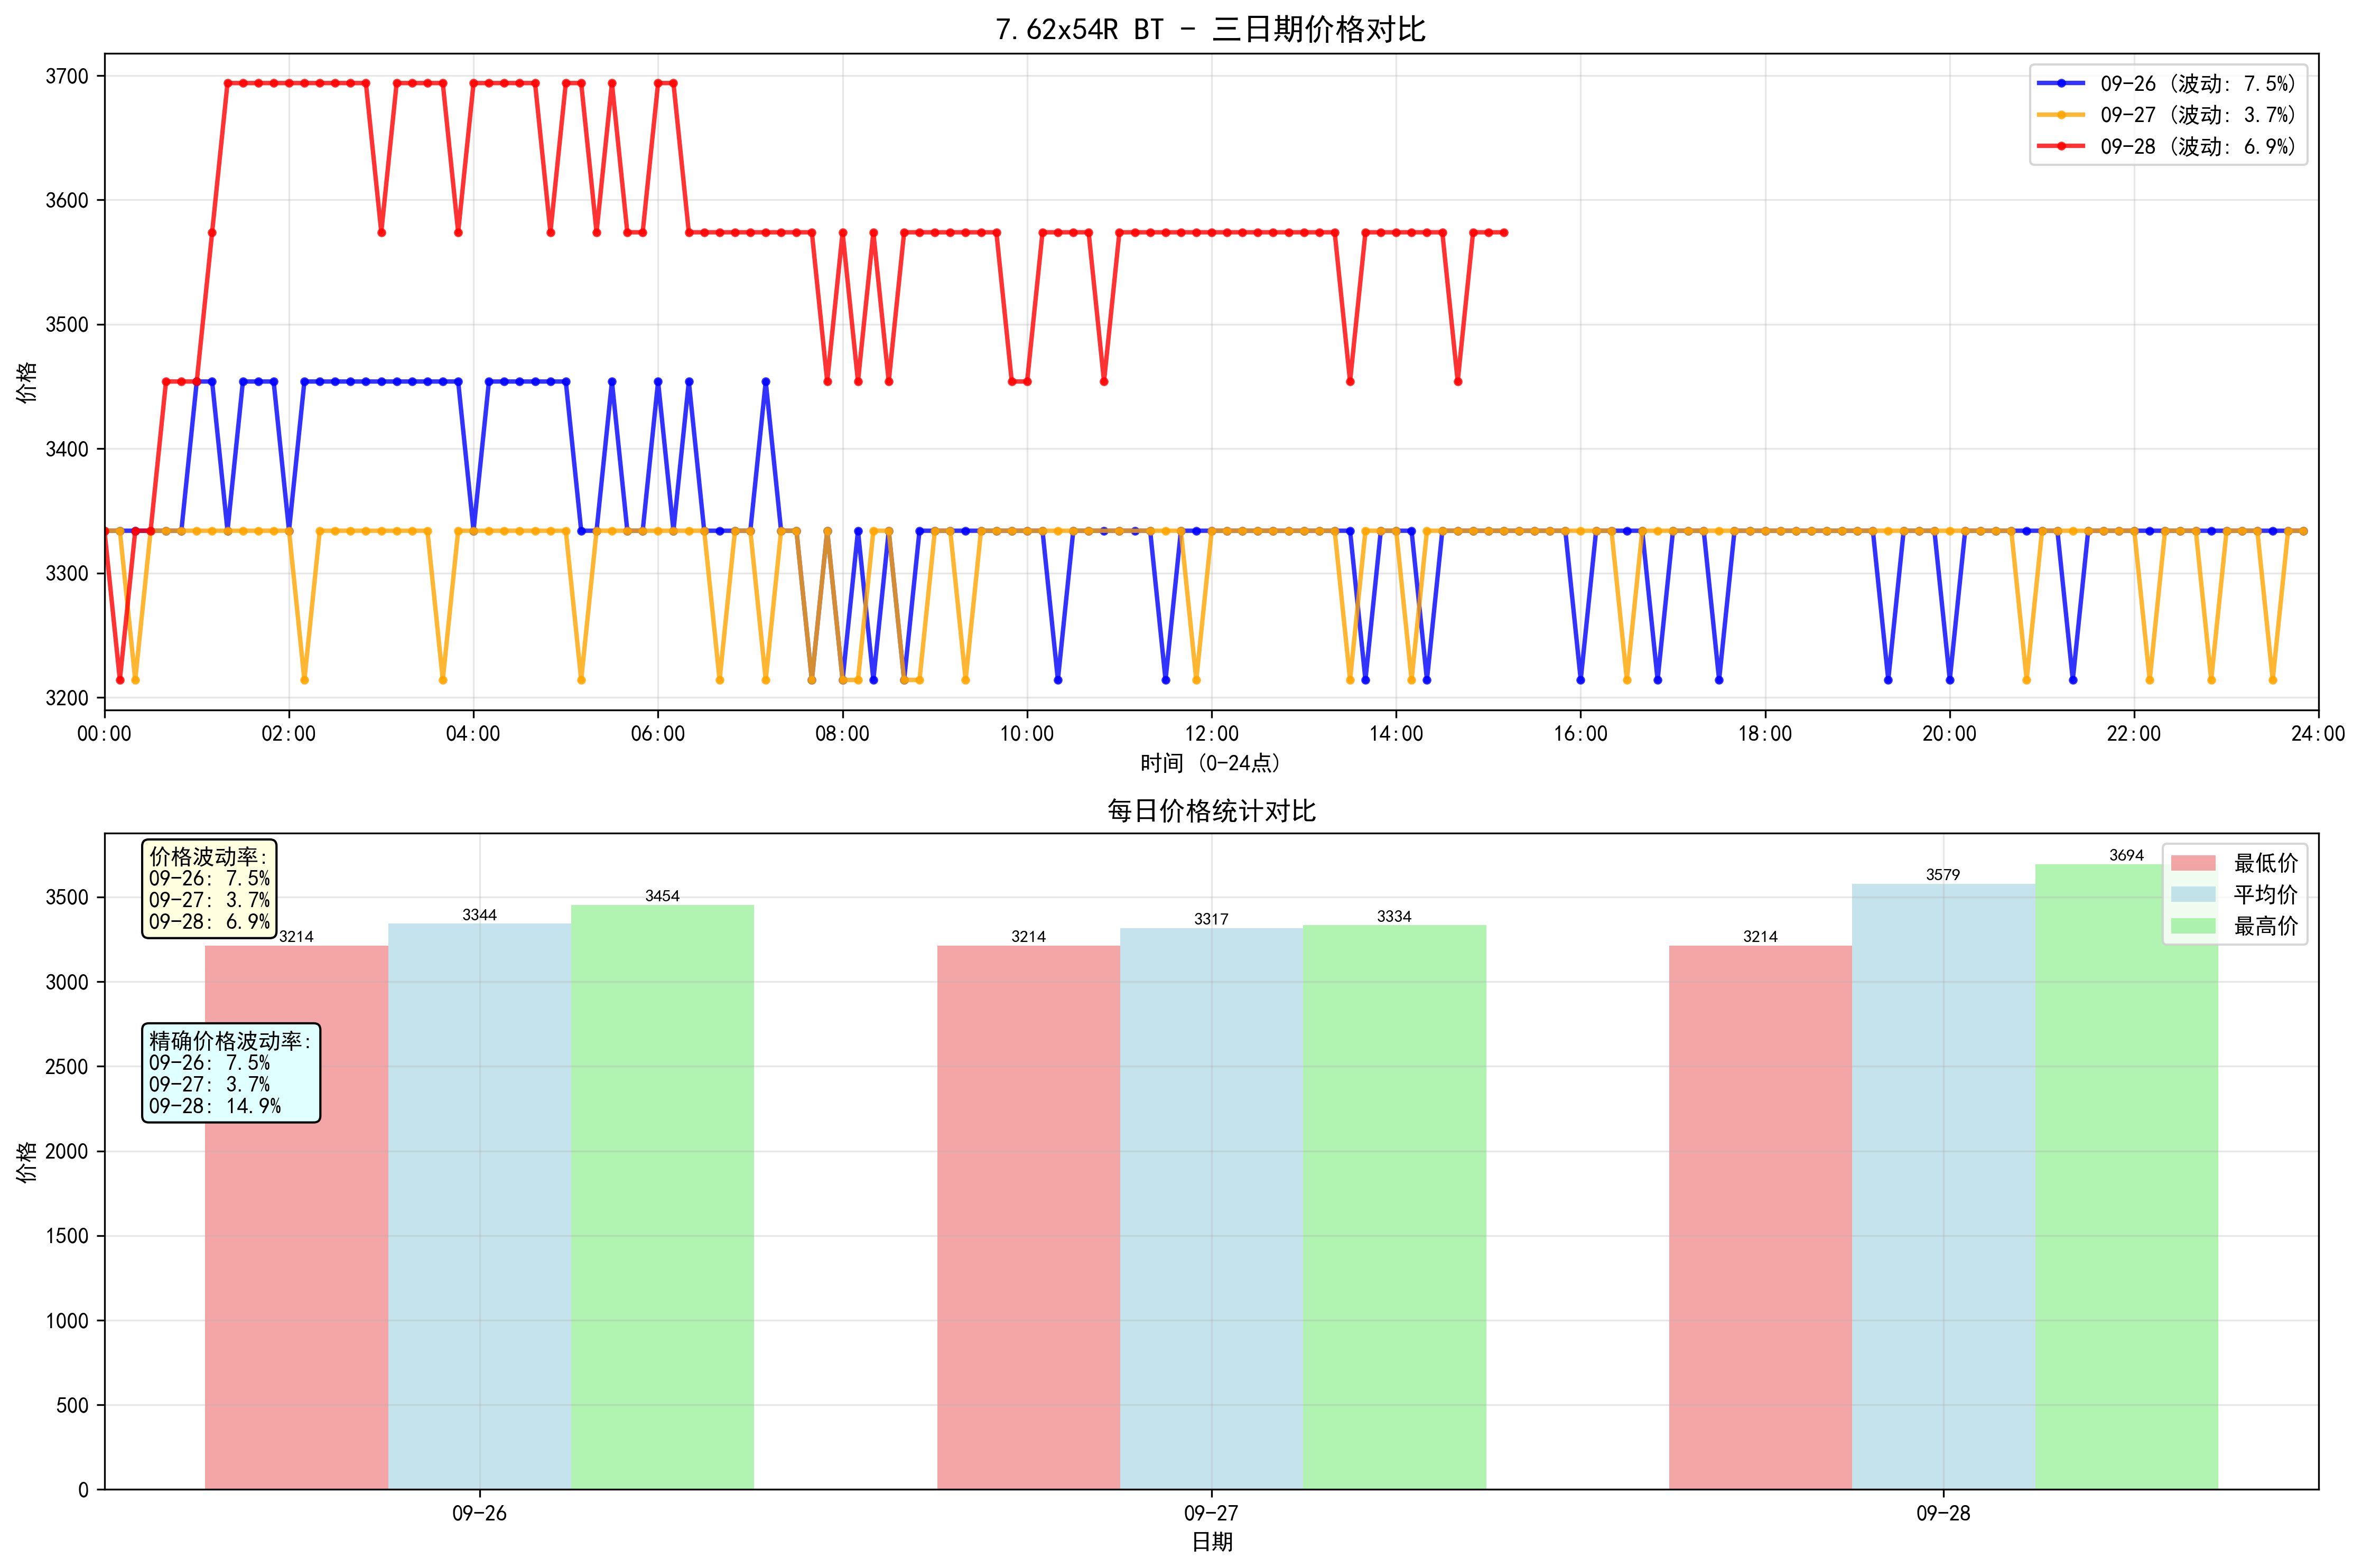 7.62x54R BT - 三日期价格对比
3700
3600
3500
3400
3300
3200
价格
09-26 (波动: 7.5%)
09-27 (波动: 3.7%)
09-28 (波动: 6.9%)
00:00 02:00 04:00 06:00 08:00 10:00 12:00 14:00 16:00 18:00 20:00 22:00 24:00
时间 (0-24点)
每日价格统计对比
3500
3000
2500
2000
1500
1000
500
0
价格
价格波动率:
09-26: 7.5%
09-27: 3.7%
09-28: 6.9%
精确价格波动率:
09-26: 7.5%
09-27: 3.7%
09-28: 14.9%
3214 3344 3454 3214 3317 3334 3214 3579 3694
最低价
平均价
最高价
09-26 09-27 09-28
日期